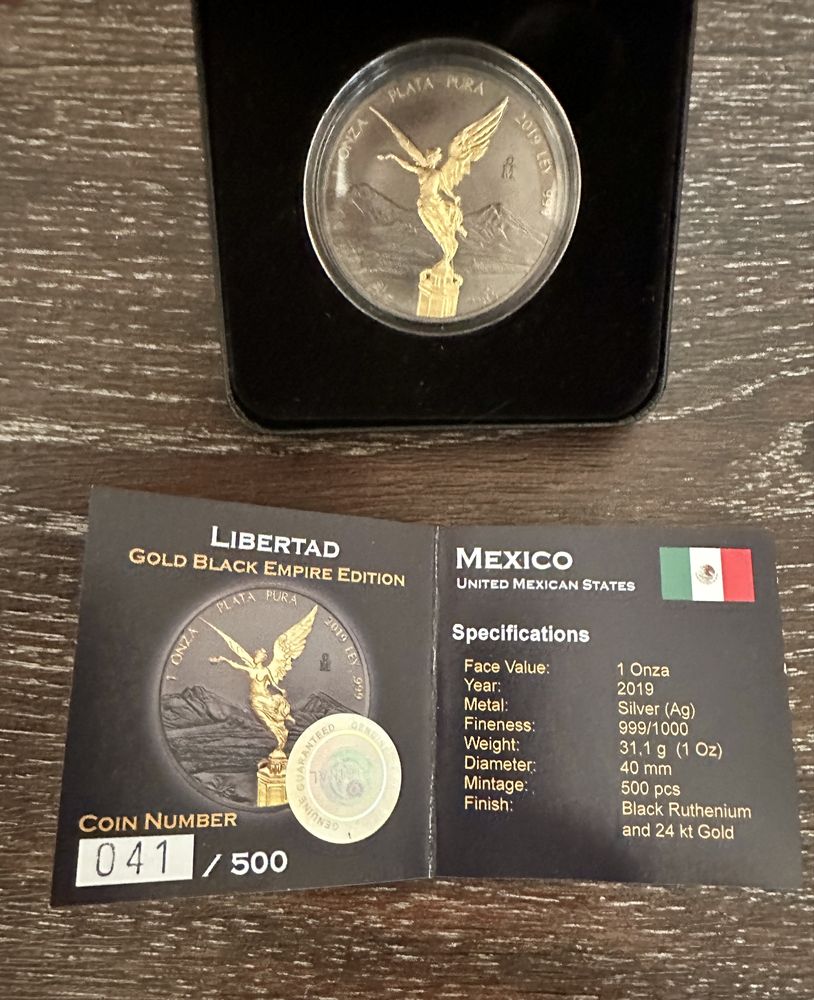 1 ONZA PLATA PURA 2019 LEY 999
LIBERTAD
GOLD BLACK EMPIRE EDITION
1 ONZA PLATA PURA 2019 LEY 999
GENUINE GUARANTEED GENUINE
COIN NUMBER
041 / 500
MEXICO
UNITED MEXICAN STATES
Specifications
Face Value: 1 Onza
Year: 2019
Metal: Silver (Ag)
Fineness: 999/1000
Weight: 31,1 g (1 Oz)
Diameter: 40 mm
Mintage: 500 pcs
Finish: Black Ruthenium
and 24 kt Gold